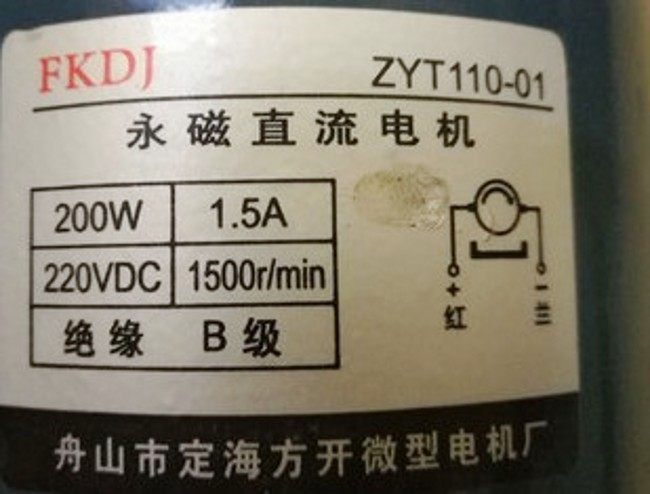 FKDJ ZYT110-01
永磁直流电机
200W 1.5A
220VDC 1500r/min
绝缘 B级
+ -
红 兰
舟山市定海方开微型电机厂